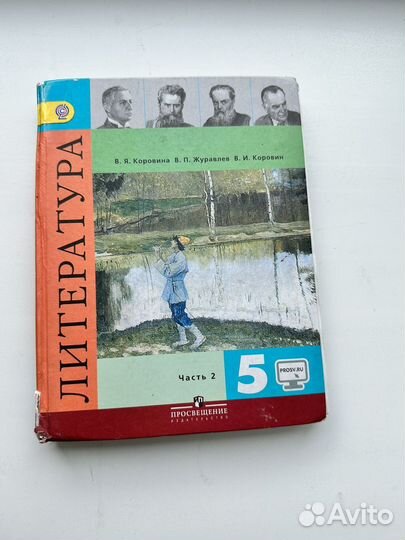 В. Я. Коровина В. П. Журавлев В. И. Коровин
ЛИТЕРАТУРА
Часть 2
5
PROSV.RU
ПРОСВЕЩЕНИЕ
ИЗДАТЕЛЬСТВО
Avito